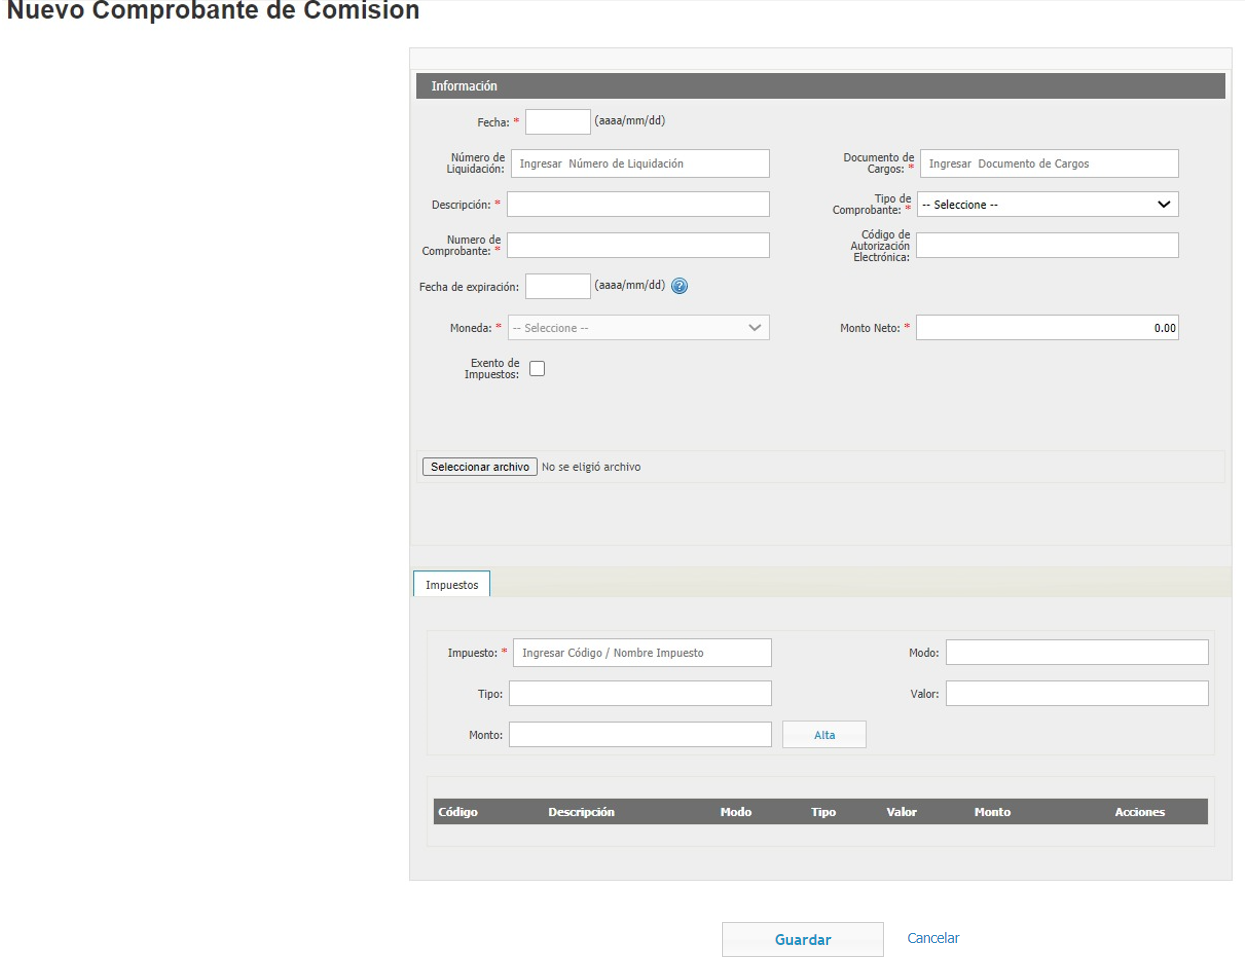 Nuevo Comprobante de Comision
Información
Fecha: * (aaaa/mm/dd)
Número de Liquidación: Ingresar Número de Liquidación
Documento de Cargos: * Ingresar Documento de Cargos
Descripción: *
Tipo de Comprobante: * -- Seleccione --
Numero de Comprobante: *
Código de Autorización Electrónica:
Fecha de expiración: (aaaa/mm/dd) ?
Moneda: * -- Seleccione --
Monto Neto: * 0.00
Exento de Impuestos:
Seleccionar archivo No se eligió archivo
Impuestos
Impuesto: * Ingresar Código / Nombre Impuesto
Modo:
Tipo:
Valor:
Monto: Alta
Código Descripción Modo Tipo Valor Monto Acciones
Guardar Cancelar